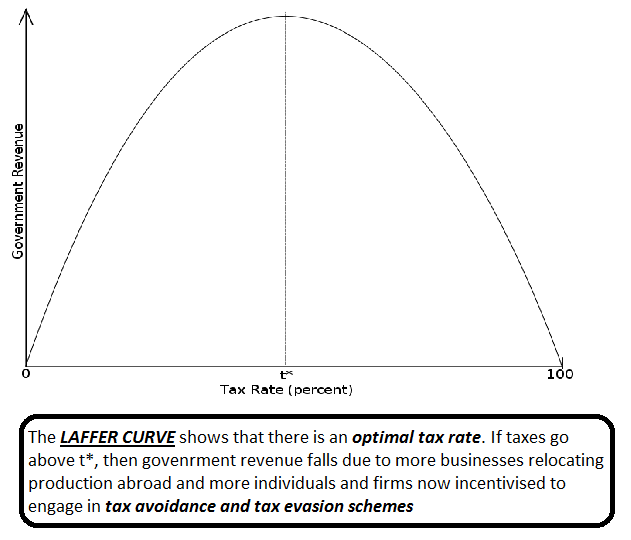 Government Revenue
0
t*
100
Tax Rate (percent)
The LAFFER CURVE shows that there is an optimal tax rate. If taxes go
above t*, then govenrment revenue falls due to more businesses relocating
production abroad and more individuals and firms now incentivised to
engage in tax avoidance and tax evasion schemes